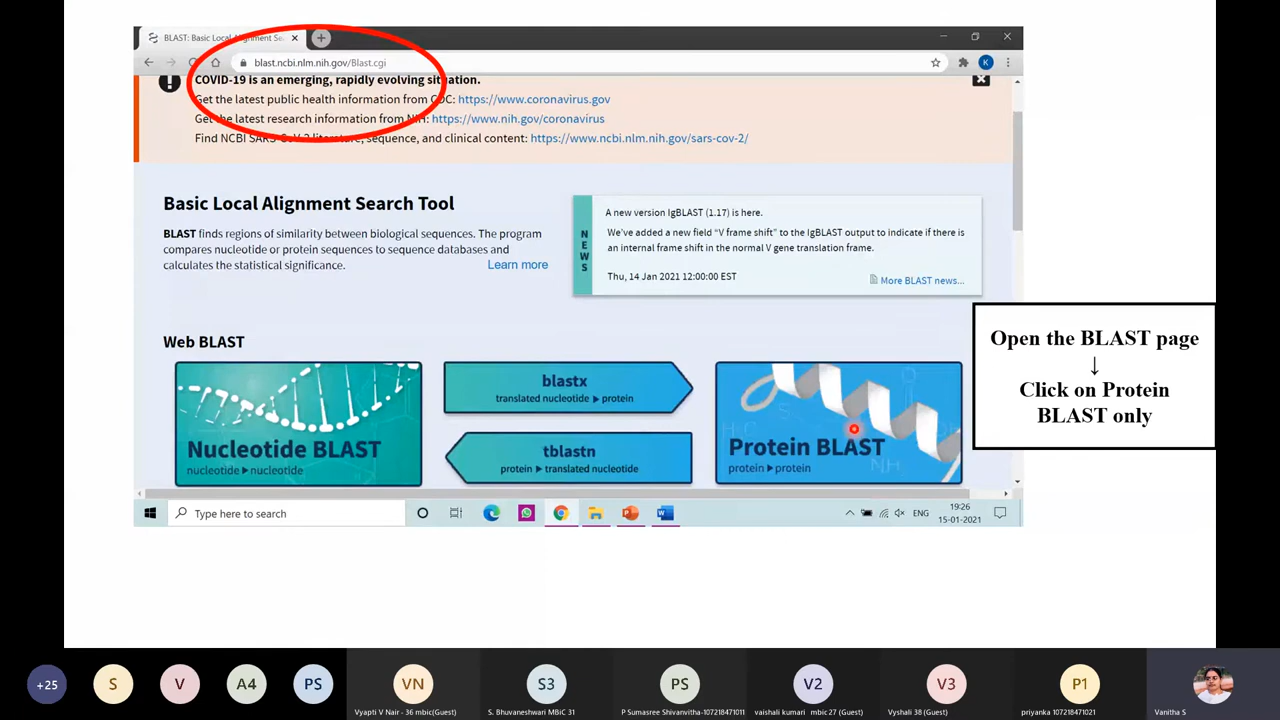 BLAST: Basic Local Alignment Se
blast.ncbi.nlm.nih.gov/Blast.cgi
K
COVID-19 is an emerging, rapidly evolving situation.
Get the latest public health information from CDC: https://www.coronavirus.gov
Get the latest research information from NIH: https://www.nih.gov/coronavirus
Find NCBI SARS-CoV-2 literature, sequence, and clinical content: https://www.ncbi.nlm.nih.gov/sars-cov-2/
Basic Local Alignment Search Tool
BLAST finds regions of similarity between biological sequences. The program
compares nucleotide or protein sequences to sequence databases and
calculates the statistical significance.
Learn more
NEWS
A new version IgBLAST (1.17) is here.
We've added a new field “V frame shift” to the IgBLAST output to indicate if there is
an internal frame shift in the normal V gene translation frame.
Thu, 14 Jan 2021 12:00:00 EST
More BLAST news...
Open the BLAST page
↓
Click on Protein
BLAST only
Web BLAST
Nucleotide BLAST
nucleotide ▶ nucleotide
blastx
translated nucleotide ▶ protein
tblastn
protein ▶ translated nucleotide
Protein BLAST
protein ▶ protein
Type here to search
ENG
19:26
15-01-2021
+25
S
V
A4
PS
VN
Vyapti V Nair - 36 mbic(Guest)
S3
S. Bhuvaneshwari MBiC 31
PS
P Sumasree Shivanvitha-107218471011
V2
vaishali kumari mbic 27 (Guest)
V3
Vyshali 38 (Guest)
P1
priyanka 107218471021
Vanitha S